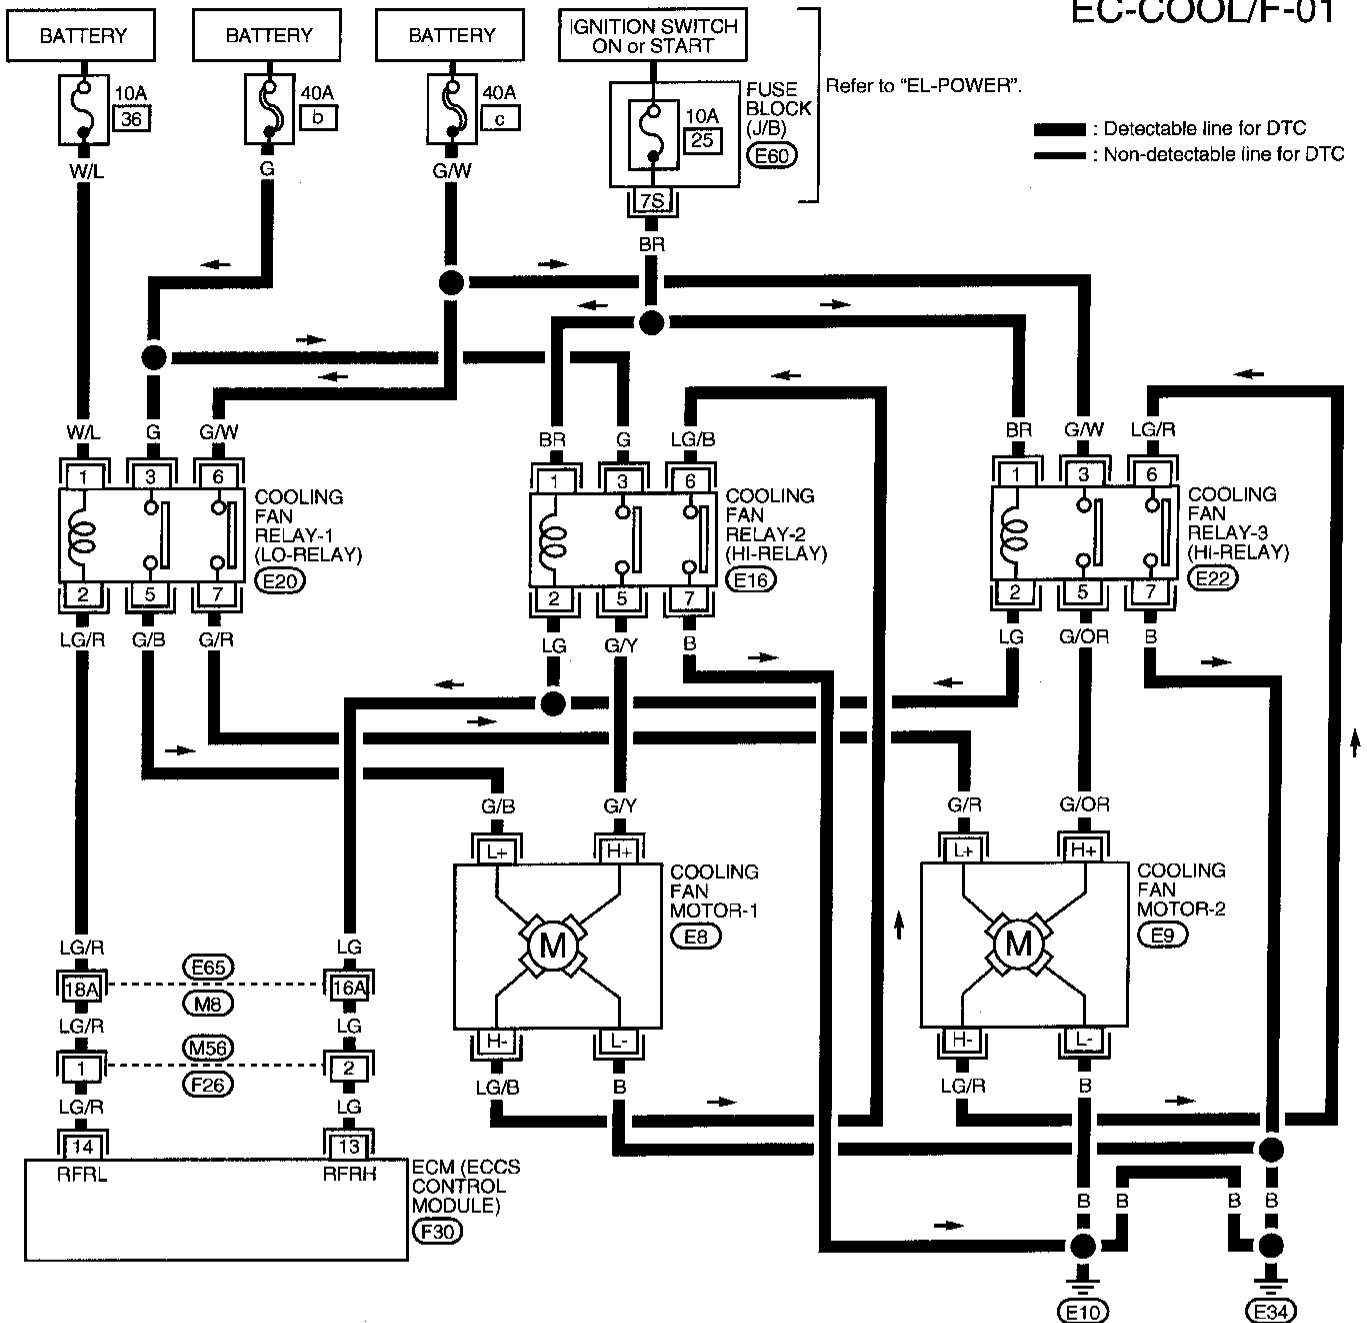 EC-COOL/F-01
BATTERY
BATTERY
BATTERY
IGNITION SWITCH
ON or START
10A
36
40A
b
40A
c
10A
25
FUSE
BLOCK
(J/B)
E60
Refer to "EL-POWER".
: Detectable line for DTC
: Non-detectable line for DTC
7S
W/L
G
G/W
BR
W/L
G
G/W
BR
G
LG/B
BR
G/W
LG/R
1
3
6
1
3
6
1
3
6
COOLING
FAN
RELAY-1
(LO-RELAY)
E20
COOLING
FAN
RELAY-2
(HI-RELAY)
E16
COOLING
FAN
RELAY-3
(Hi-RELAY)
E22
2
5
7
2
5
7
2
5
7
LG/R
G/B
G/R
LG
G/Y
B
LG
G/OR
B
G/B
G/Y
G/R
G/OR
L+
H+
L+
H+
COOLING
FAN
MOTOR-1
E8
COOLING
FAN
MOTOR-2
E9
M
M
H-
L-
H-
L-
LG/R
LG
18A
E65
M8
16A
LG/R
LG
1
M56
F26
2
LG/R
LG
LG/B
B
LG/R
B
14
13
RFRL
RFRH
ECM (ECCS
CONTROL
MODULE)
F30
B
B
B
B
E10
E34